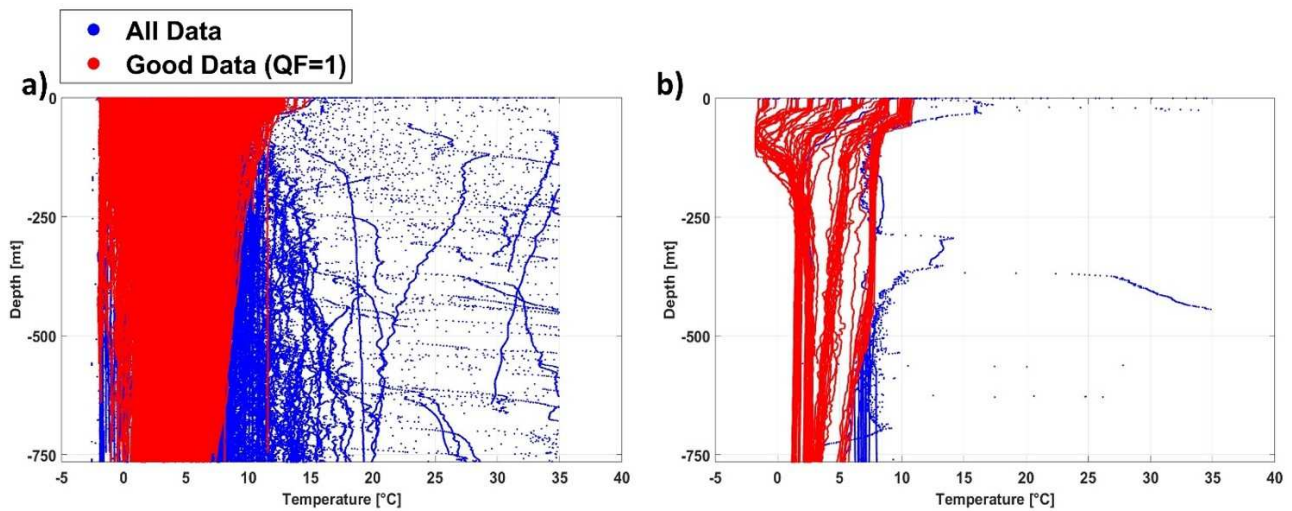 All Data
Good Data (QF=1)
a)
b)
0
-250
-500
-750
Depth [mt]
-5 0 5 10 15 20 25 30 35 40
Temperature [°C]
0
-250
-500
-750
Depth [mt]
-5 0 5 10 15 20 25 30 35 40
Temperature [°C]